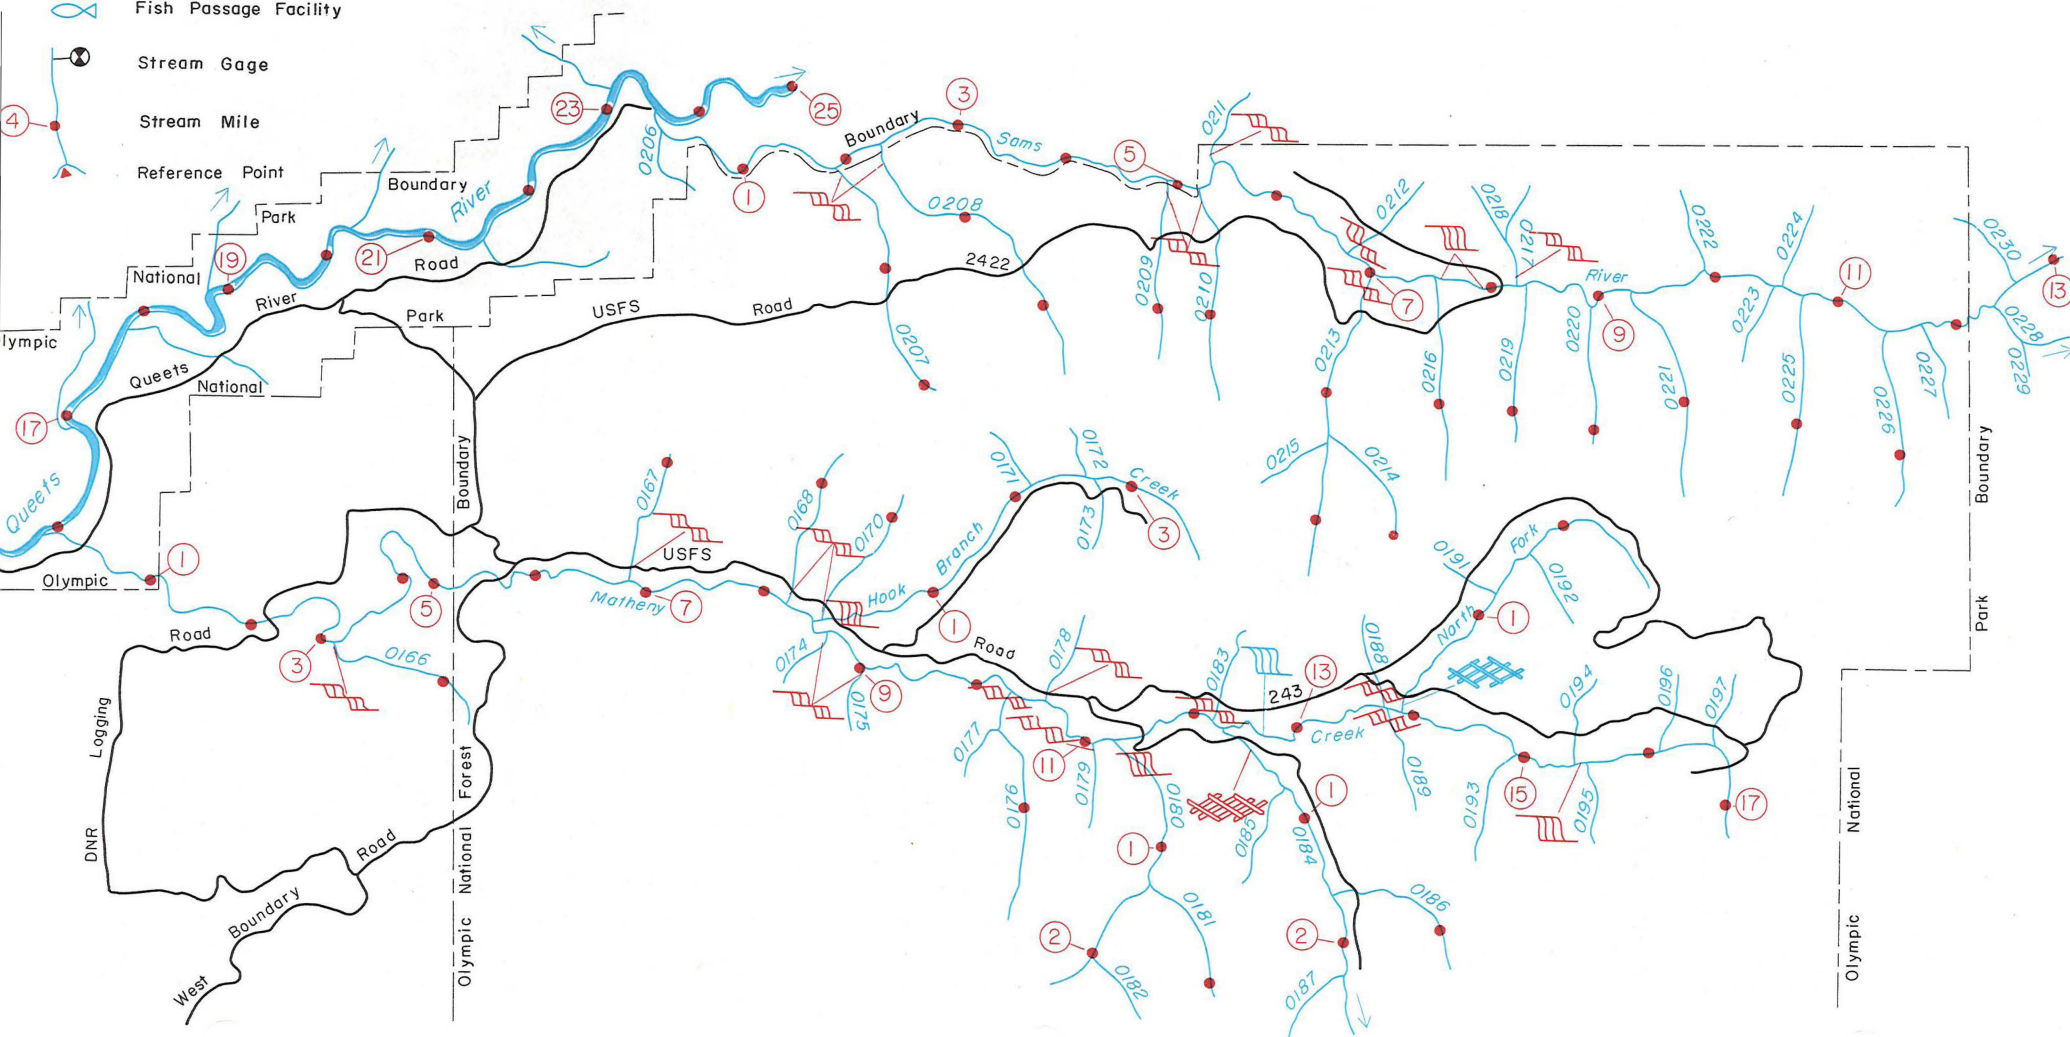 Fish Passage Facility
Stream Gage
4
Stream Mile
Reference Point
23
25
0206
Boundary
3
Sams
5
0211
1
Boundary
River
Park
National
19
21
Road
River
lympic
Park
Queets
National
17
Queets
0208
2422
USFS
Road
0207
0209
0210
0212
7
0213
0218
0217
River
0216
0219
0220
9
0221
0222
0223
0224
11
0225
0226
0227
0230
13
0228
0229
0215
0214
Boundary
Boundary
Park
1
Olympic
Road
3
0166
5
0167
USFS
Matheny
7
0168
0170
Hook
Branch
1
0171
0172
0173
Creek
3
0174
0175
9
Road
0178
0177
11
0179
9710
0180
1
0181
2
0182
0183
243
13
Creek
0188
0189
0185
0184
1
0186
2
0187
North
Fork
1
0191
0192
0193
15
0194
0195
0196
0197
17
Logging
DNR
Road
Boundary
West
Olympic National Forest
Olympic National